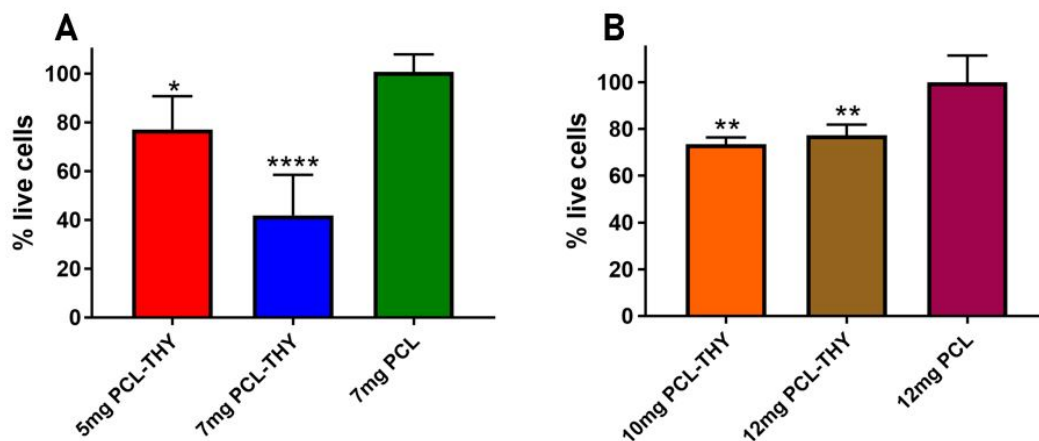 A
% live cells
100
80
60
40
20
0
*
****
5mg PCL-THY
7mg PCL-THY
7mg PCL
B
% live cells
100
80
60
40
20
0
**
**
10mg PCL-THY
12mg PCL-THY
12mg PCL